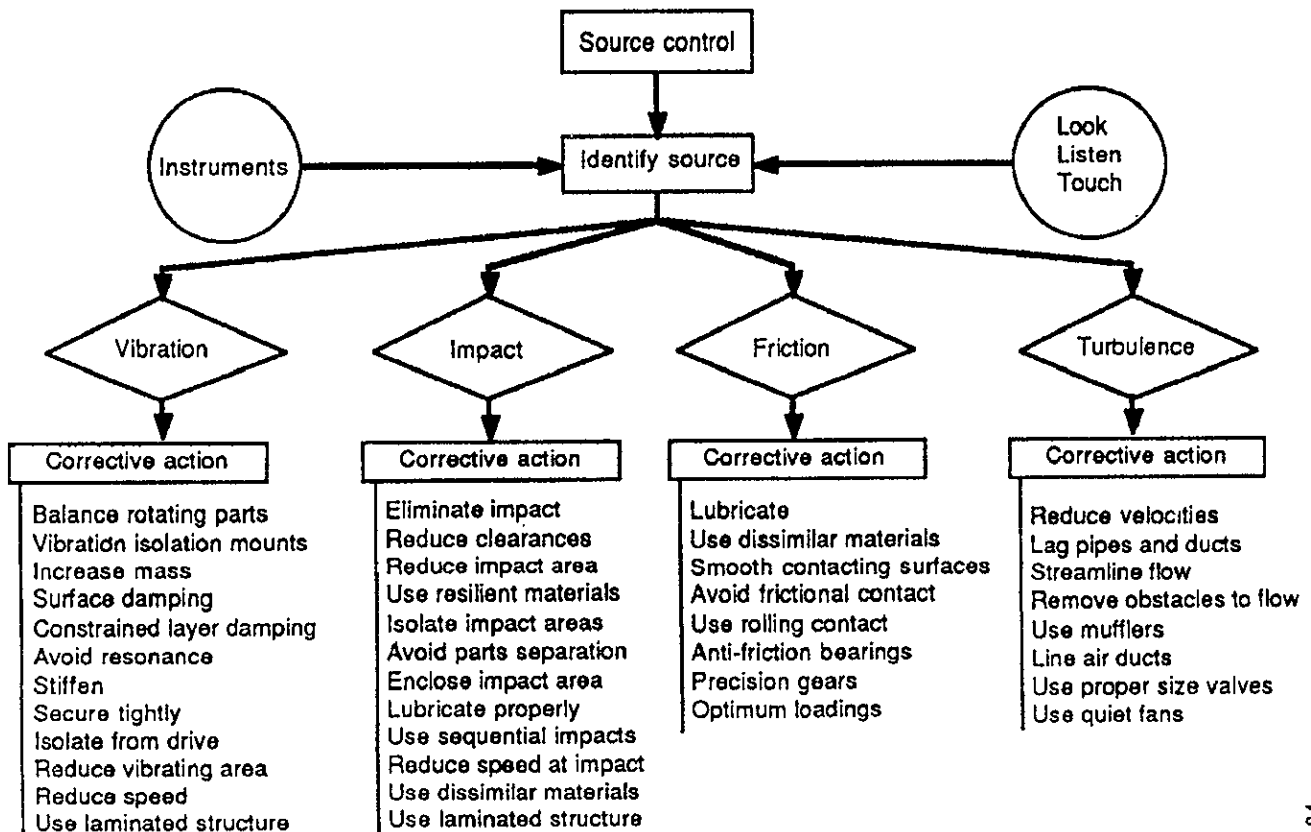 Source control
Instruments
Identify source
Look
Listen
Touch
Vibration
Impact
Friction
Turbulence
Corrective action
Balance rotating parts
Vibration isolation mounts
Increase mass
Surface damping
Constrained layer damping
Avoid resonance
Stiffen
Secure tightly
Isolate from drive
Reduce vibrating area
Reduce speed
Use laminated structure
Corrective action
Eliminate impact
Reduce clearances
Reduce impact area
Use resilient materials
Isolate impact areas
Avoid parts separation
Enclose impact area
Lubricate properly
Use sequential impacts
Reduce speed at impact
Use dissimilar materials
Use laminated structure
Corrective action
Lubricate
Use dissimilar materials
Smooth contacting surfaces
Avoid frictional contact
Use rolling contact
Anti-friction bearings
Precision gears
Optimum loadings
Corrective action
Reduce velocities
Lag pipes and ducts
Streamline flow
Remove obstacles to flow
Use mufflers
Line air ducts
Use proper size valves
Use quiet fans